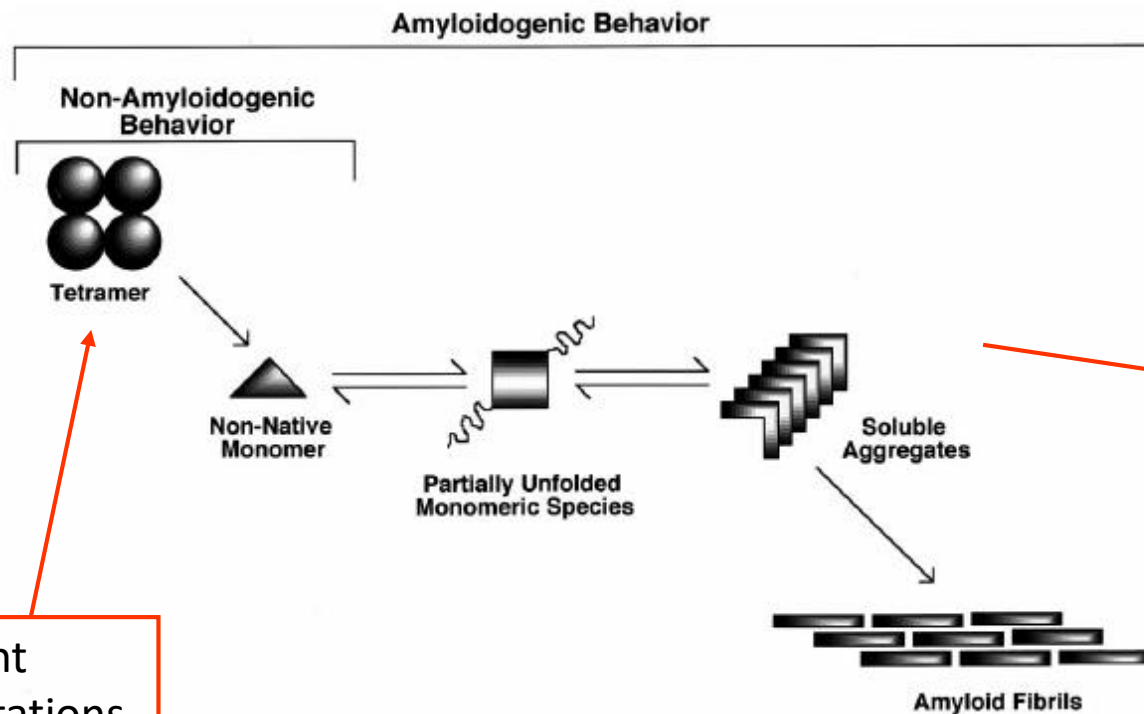 Amyloidogenic Behavior
Non-Amyloidogenic
Behavior
Tetramer
Non-Native
Monomer
Partially Unfolded
Monomeric Species
Soluble
Aggregates
Amyloid Fibrils